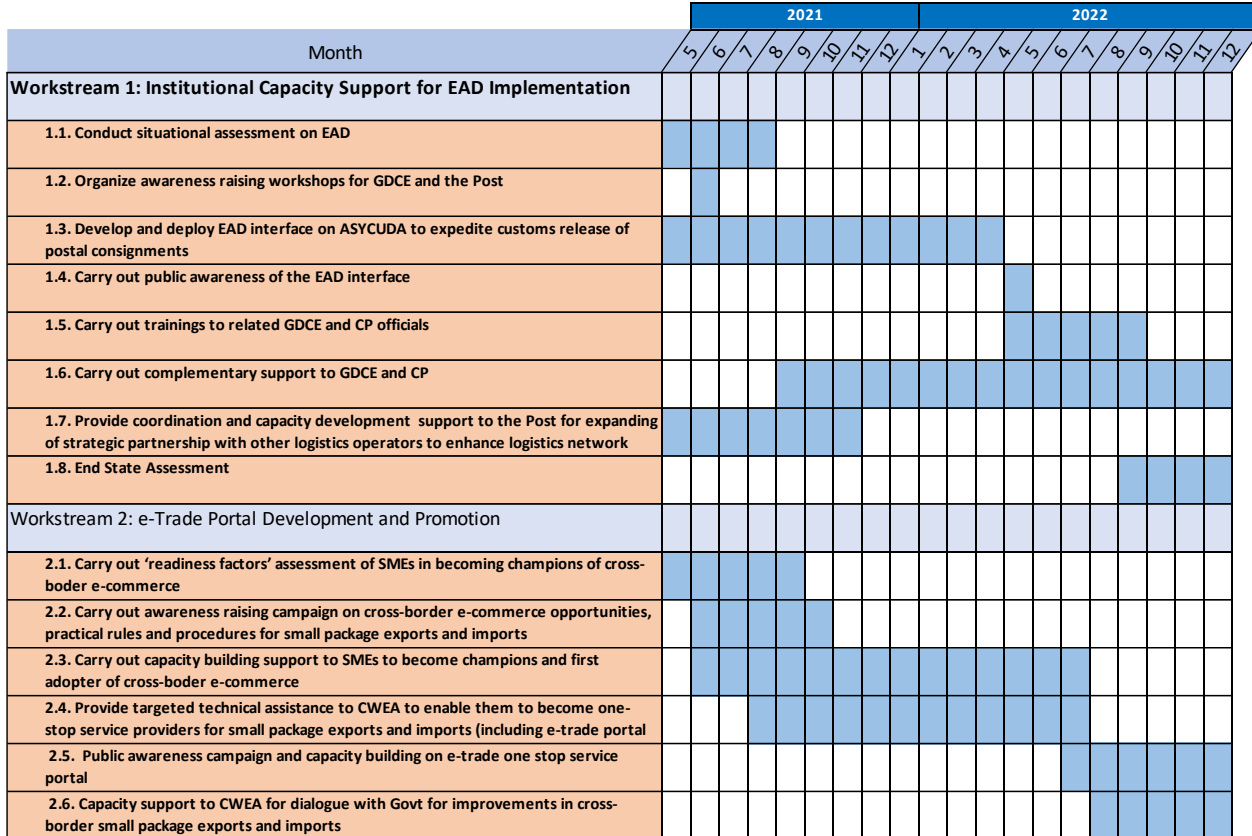 2021 2022
Month 5 6 7 8 9 10 11 12 1 2 3 4 5 6 7 8 9 10 11 12
Workstream 1: Institutional Capacity Support for EAD Implementation
1.1. Conduct situational assessment on EAD
1.2. Organize awareness raising workshops for GDCE and the Post
1.3. Develop and deploy EAD interface on ASYCUDA to expedite customs release of
postal consignments
1.4. Carry out public awareness of the EAD interface
1.5. Carry out trainings to related GDCE and CP officials
1.6. Carry out complementary support to GDCE and CP
1.7. Provide coordination and capacity development support to the Post for expanding
of strategic partnership with other logistics operators to enhance logistics network
1.8. End State Assessment
Workstream 2: e-Trade Portal Development and Promotion
2.1. Carry out ‘readiness factors’ assessment of SMEs in becoming champions of cross-
boder e-commerce
2.2. Carry out awareness raising campaign on cross-border e-commerce opportunities,
practical rules and procedures for small package exports and imports
2.3. Carry out capacity building support to SMEs to become champions and first
adopter of cross-boder e-commerce
2.4. Provide targeted technical assistance to CWEA to enable them to become one-
stop service providers for small package exports and imports (including e-trade portal
2.5. Public awareness campaign and capacity building on e-trade one stop service
portal
2.6. Capacity support to CWEA for dialogue with Govt for improvements in cross-
border small package exports and imports